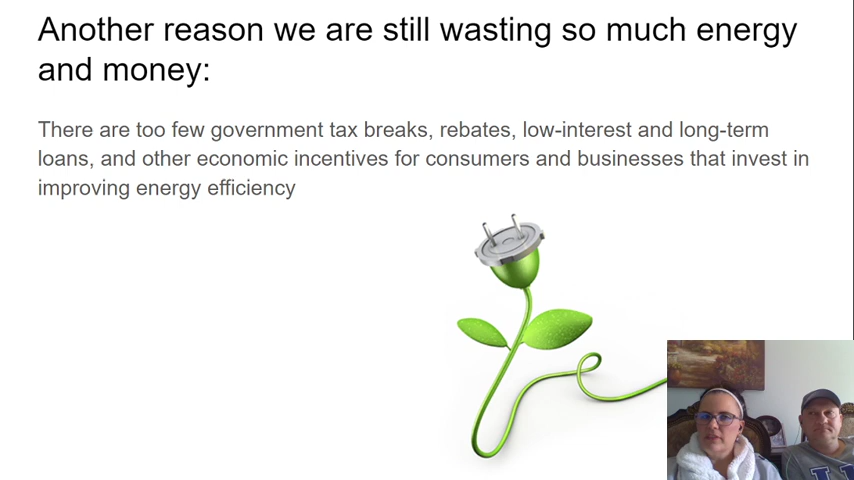 Another reason we are still wasting so much energy
and money:
There are too few government tax breaks, rebates, low-interest and long-term
loans, and other economic incentives for consumers and businesses that invest in
improving energy efficiency